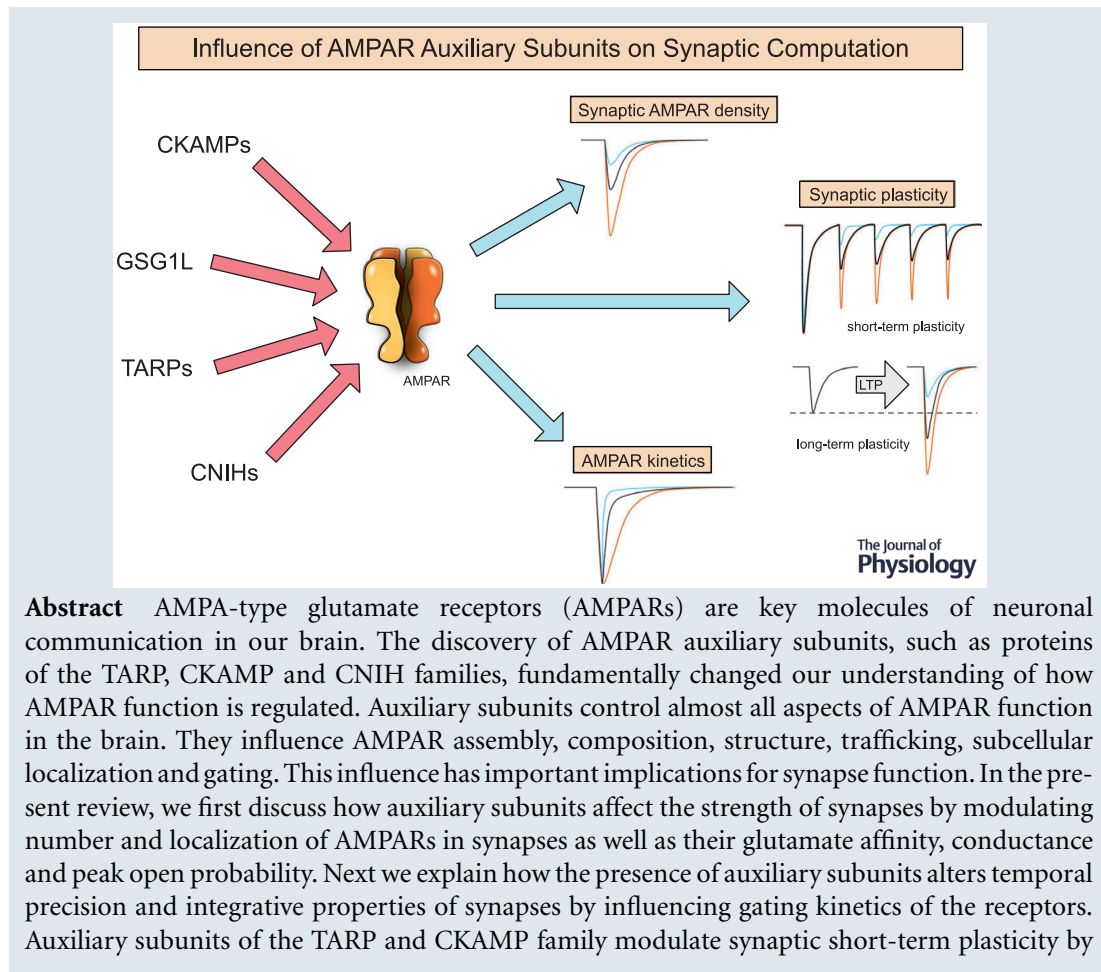 Influence of AMPAR Auxiliary Subunits on Synaptic Computation
Synaptic AMPAR density
CKAMPs
Synaptic plasticity
GSG1L
short-term plasticity
TARPs
AMPAR
LTP
long-term plasticity
CNIHs
AMPAR kinetics
The Journal of
Physiology
Abstract AMPA-type glutamate receptors (AMPARs) are key molecules of neuronal
communication in our brain. The discovery of AMPAR auxiliary subunits, such as proteins
of the TARP, CKAMP and CNIH families, fundamentally changed our understanding of how
AMPAR function is regulated. Auxiliary subunits control almost all aspects of AMPAR function
in the brain. They influence AMPAR assembly, composition, structure, trafficking, subcellular
localization and gating. This influence has important implications for synapse function. In the pre-
sent review, we first discuss how auxiliary subunits affect the strength of synapses by modulating
number and localization of AMPARs in synapses as well as their glutamate affinity, conductance
and peak open probability. Next we explain how the presence of auxiliary subunits alters temporal
precision and integrative properties of synapses by influencing gating kinetics of the receptors.
Auxiliary subunits of the TARP and CKAMP family modulate synaptic short-term plasticity by